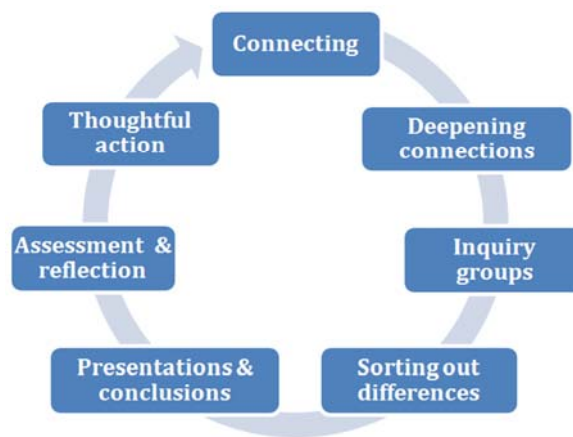 Connecting
Deepening
connections
Inquiry
groups
Sorting out
differences
Presentations &
conclusions
Assessment &
reflection
Thoughtful
action